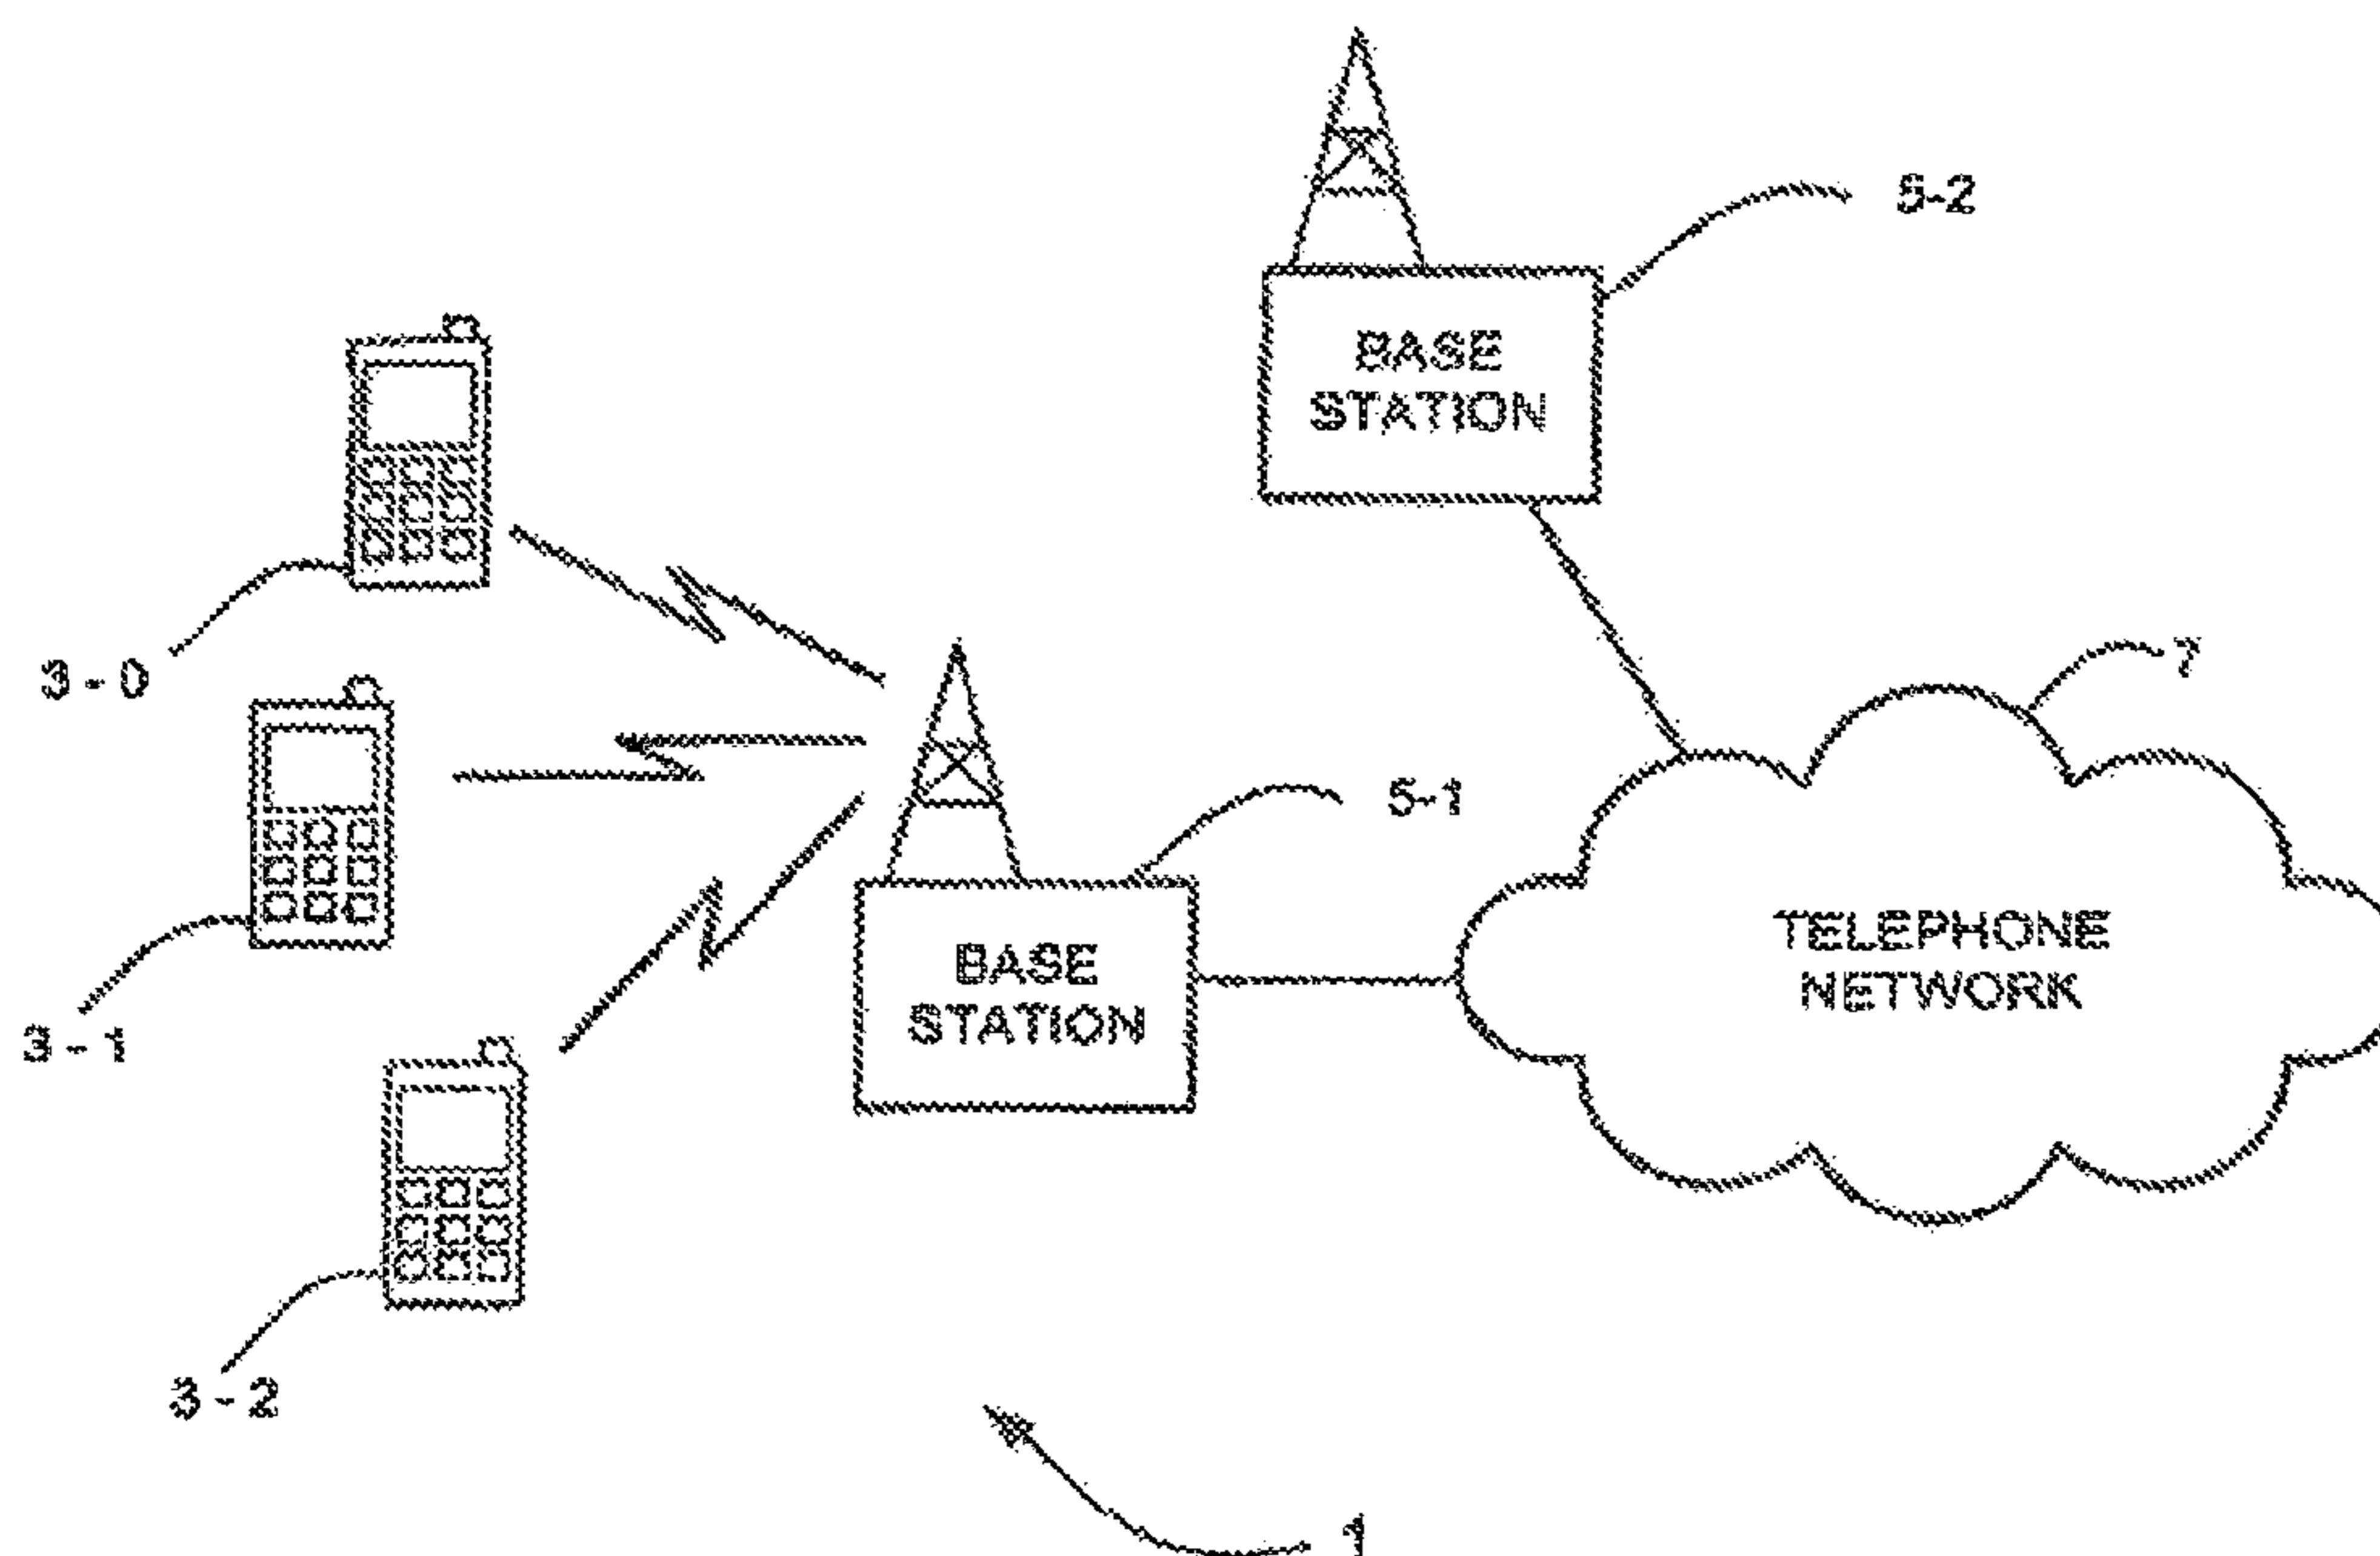 5-2
BASE
STATION
3 - 0
7
5-1
TELEPHONE
NETWORK
BASE
STATION
3 - 1
3 - 2
1